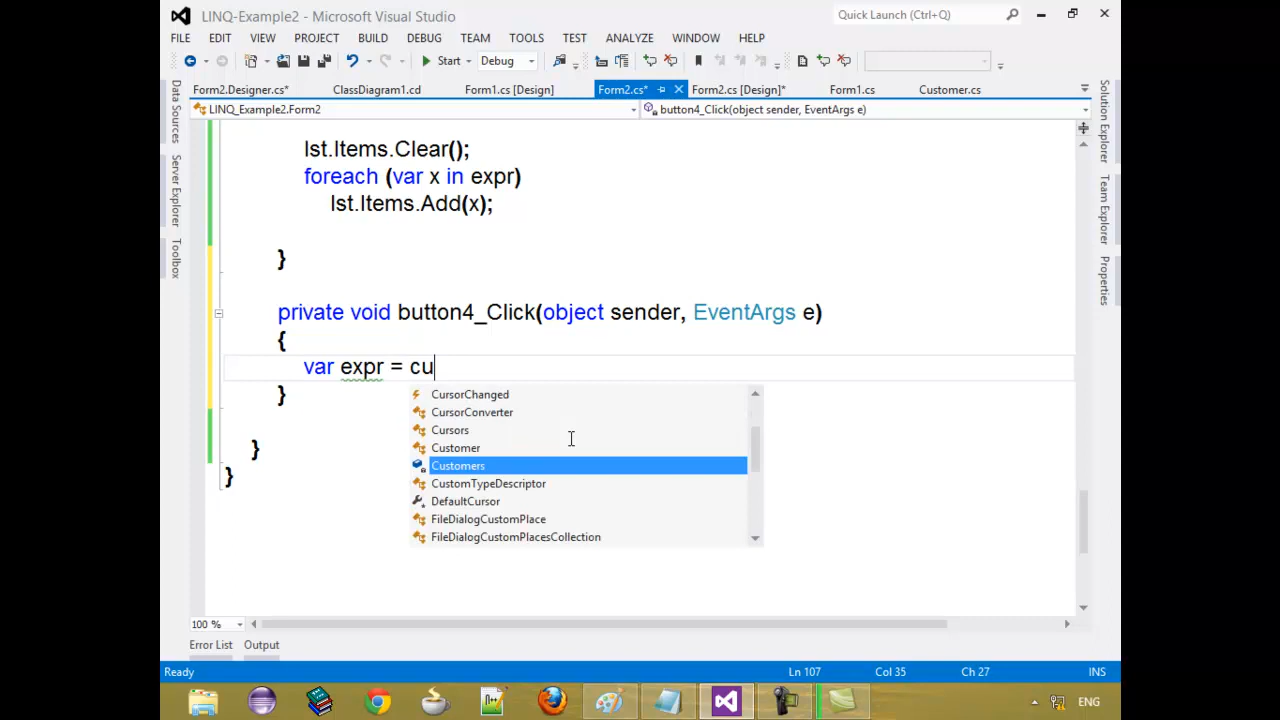 LINQ-Example2 - Microsoft Visual Studio
Quick Launch (Ctrl+Q)
FILE EDIT VIEW PROJECT BUILD DEBUG TEAM TOOLS TEST ANALYZE WINDOW HELP
Start Debug
Form2.Designer.cs* ClassDiagram1.cd Form1.cs [Design] Form2.cs* Form2.cs [Design]* Form1.cs Customer.cs
LINQ_Example2.Form2 button4_Click(object sender, EventArgs e)
Data Sources
Server Explorer
Toolbox
lst.Items.Clear();
foreach (var x in expr)
lst.Items.Add(x);
}
private void button4_Click(object sender, EventArgs e)
{
var expr = cu
}
}
}
CursorChanged
CursorConverter
Cursors
Customer
Customers
CustomTypeDescriptor
DefaultCursor
FileDialogCustomPlace
FileDialogCustomPlacesCollection
Solution Explorer
Team Explorer
Properties
100 %
Error List Output
Ready Ln 107 Col 35 Ch 27 INS
ENG